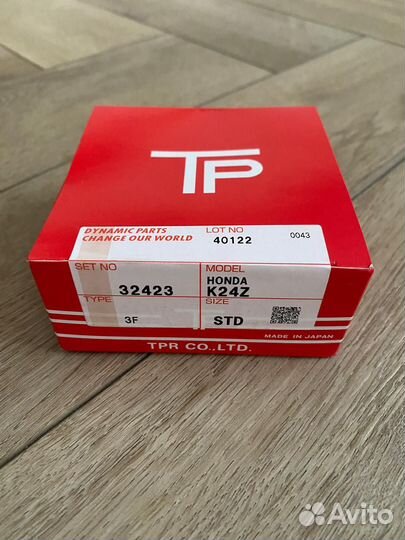 TP
DYNAMIC PARTS
CHANGE OUR WORLD
LOT NO
40122
0043
SET NO
32423
MODEL
HONDA
K24Z
TYPE
3F
SIZE
STD
MADE IN JAPAN
TPR CO.,LTD.
Avito